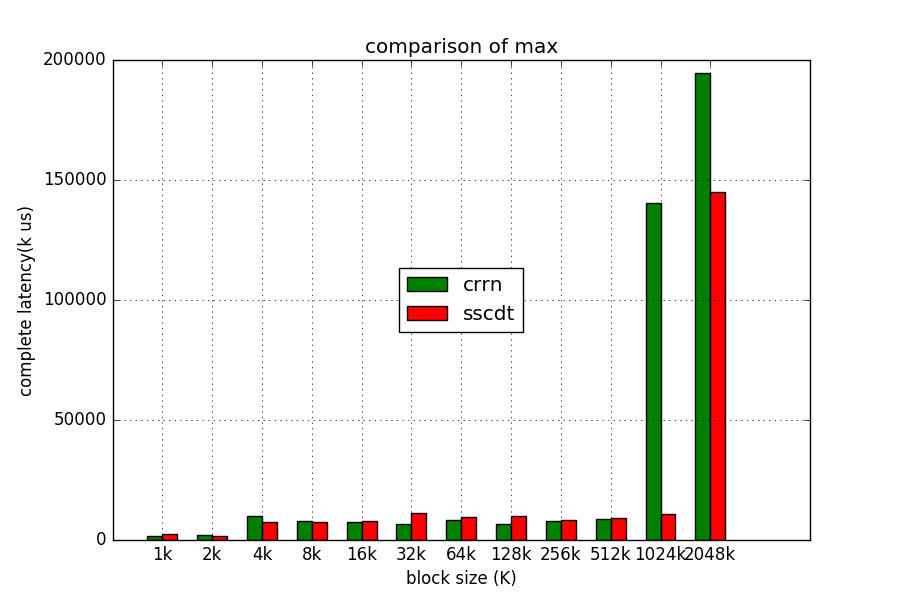 comparison of max
200000
150000
100000
50000
0
complete latency(k us)
crrn
sscdt
1k 2k 4k 8k 16k 32k 64k 128k 256k 512k 1024k 2048k
block size (K)